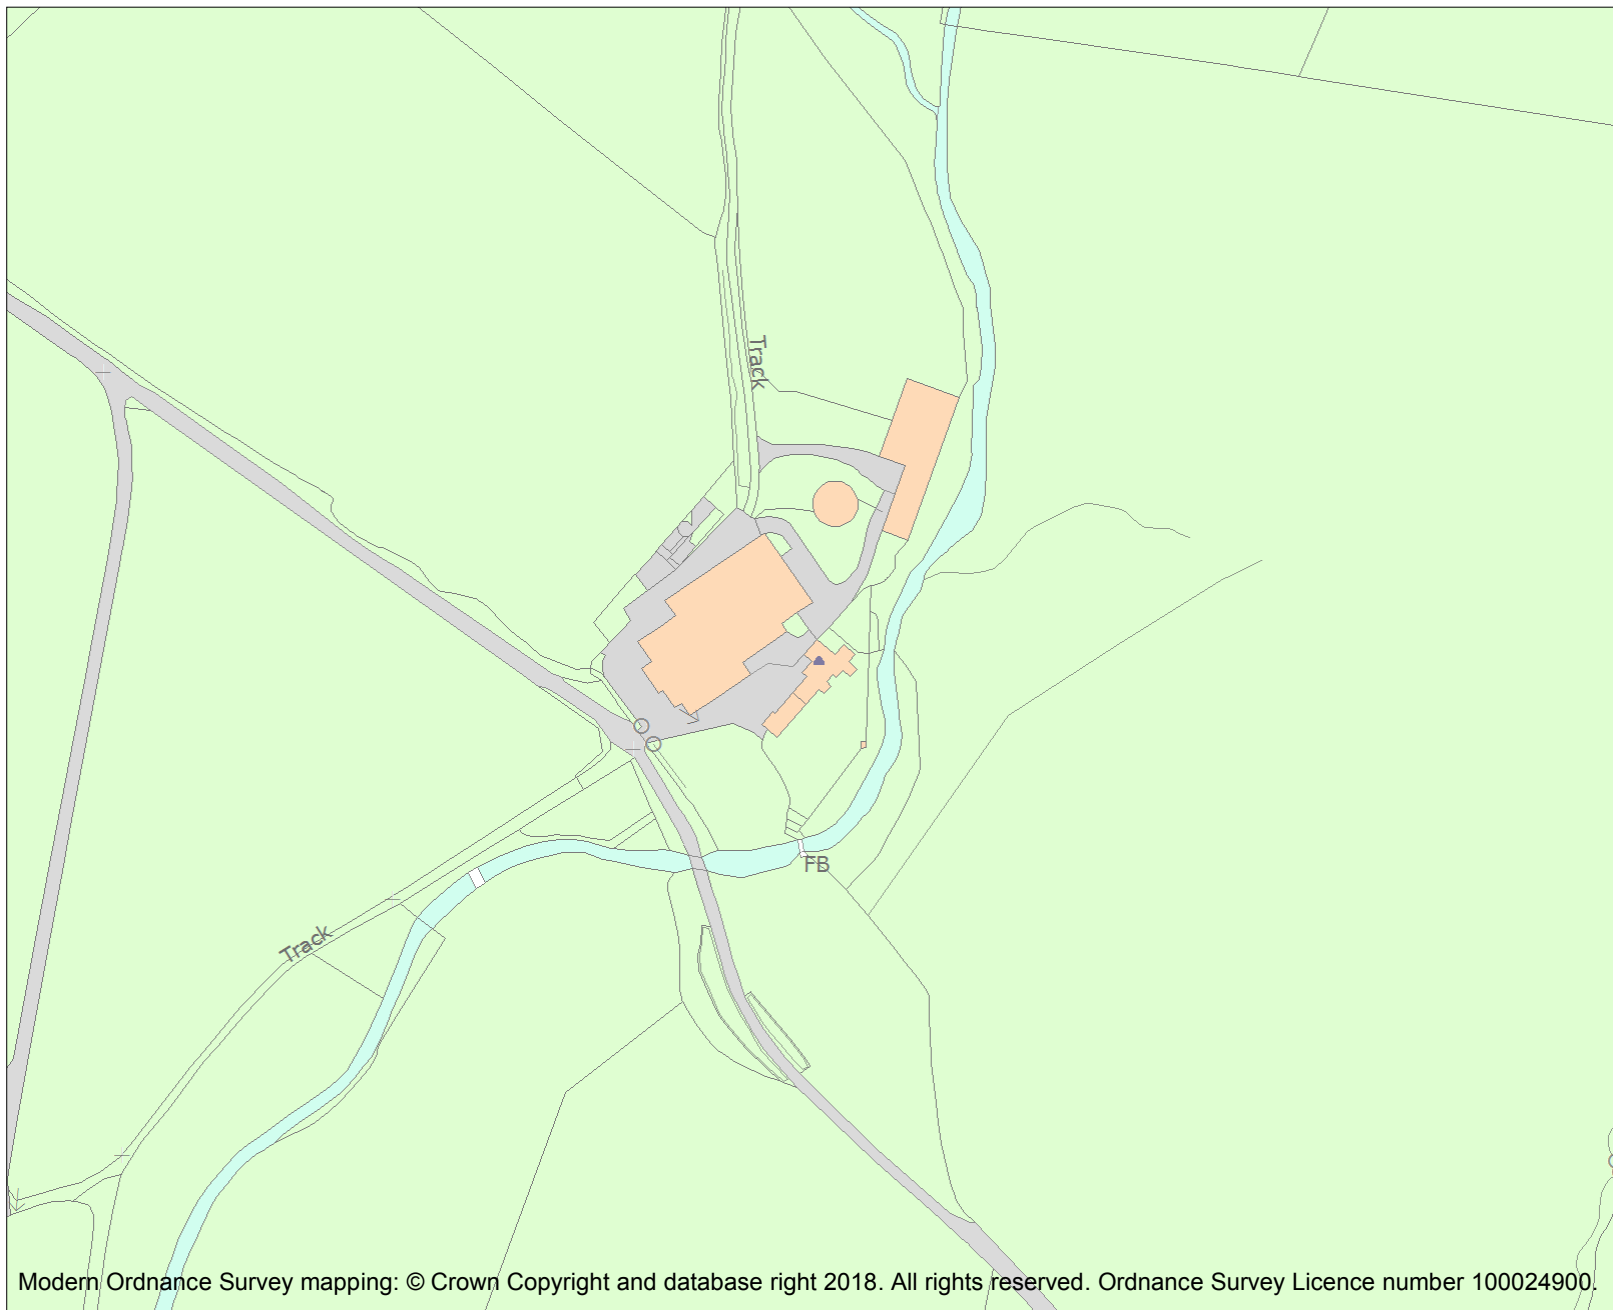 Track
FB
Track
Modern Ordnance Survey mapping: © Crown Copyright and database right 2018. All rights reserved. Ordnance Survey Licence number 100024900.